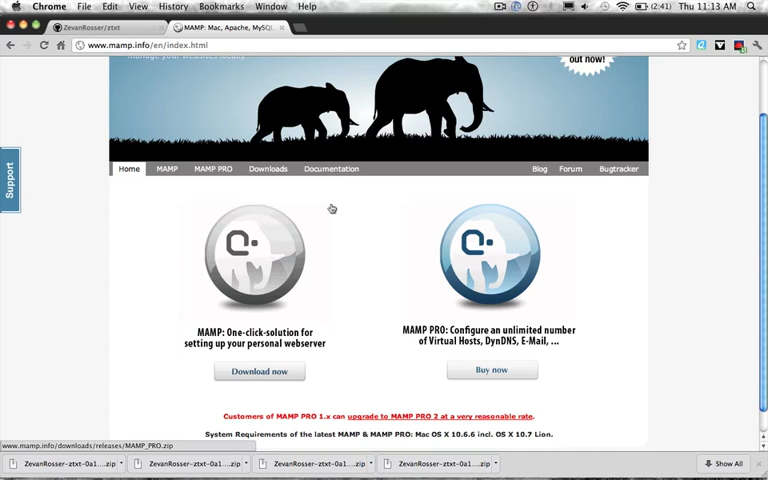 Chrome File Edit View History Bookmarks Window Help (2:41) Thu 11:13 AM
ZevanRosser/ztxt MAMP: Mac, Apache, MySQL
www.mamp.info/en/index.html
manage your websites locally
out now!
Support
Home MAMP MAMP PRO Downloads Documentation Blog Forum Bugtracker
MAMP: One-click-solution for
setting up your personal webserver
Download now
MAMP PRO: Configure an unlimited number
of Virtual Hosts, DynDNS, E-Mail, ...
Buy now
Customers of MAMP PRO 1.x can upgrade to MAMP PRO 2 at a very reasonable rate.
System Requirements of the latest MAMP & MAMP PRO: Mac OS X 10.6.6 incl. OS X 10.7 Lion.
www.mamp.info/downloads/releases/MAMP_PRO.zip
ZevanRosser-ztxt-0a1....zip ZevanRosser-ztxt-0a1....zip ZevanRosser-ztxt-0a1....zip ZevanRosser-ztxt-0a1....zip Show All